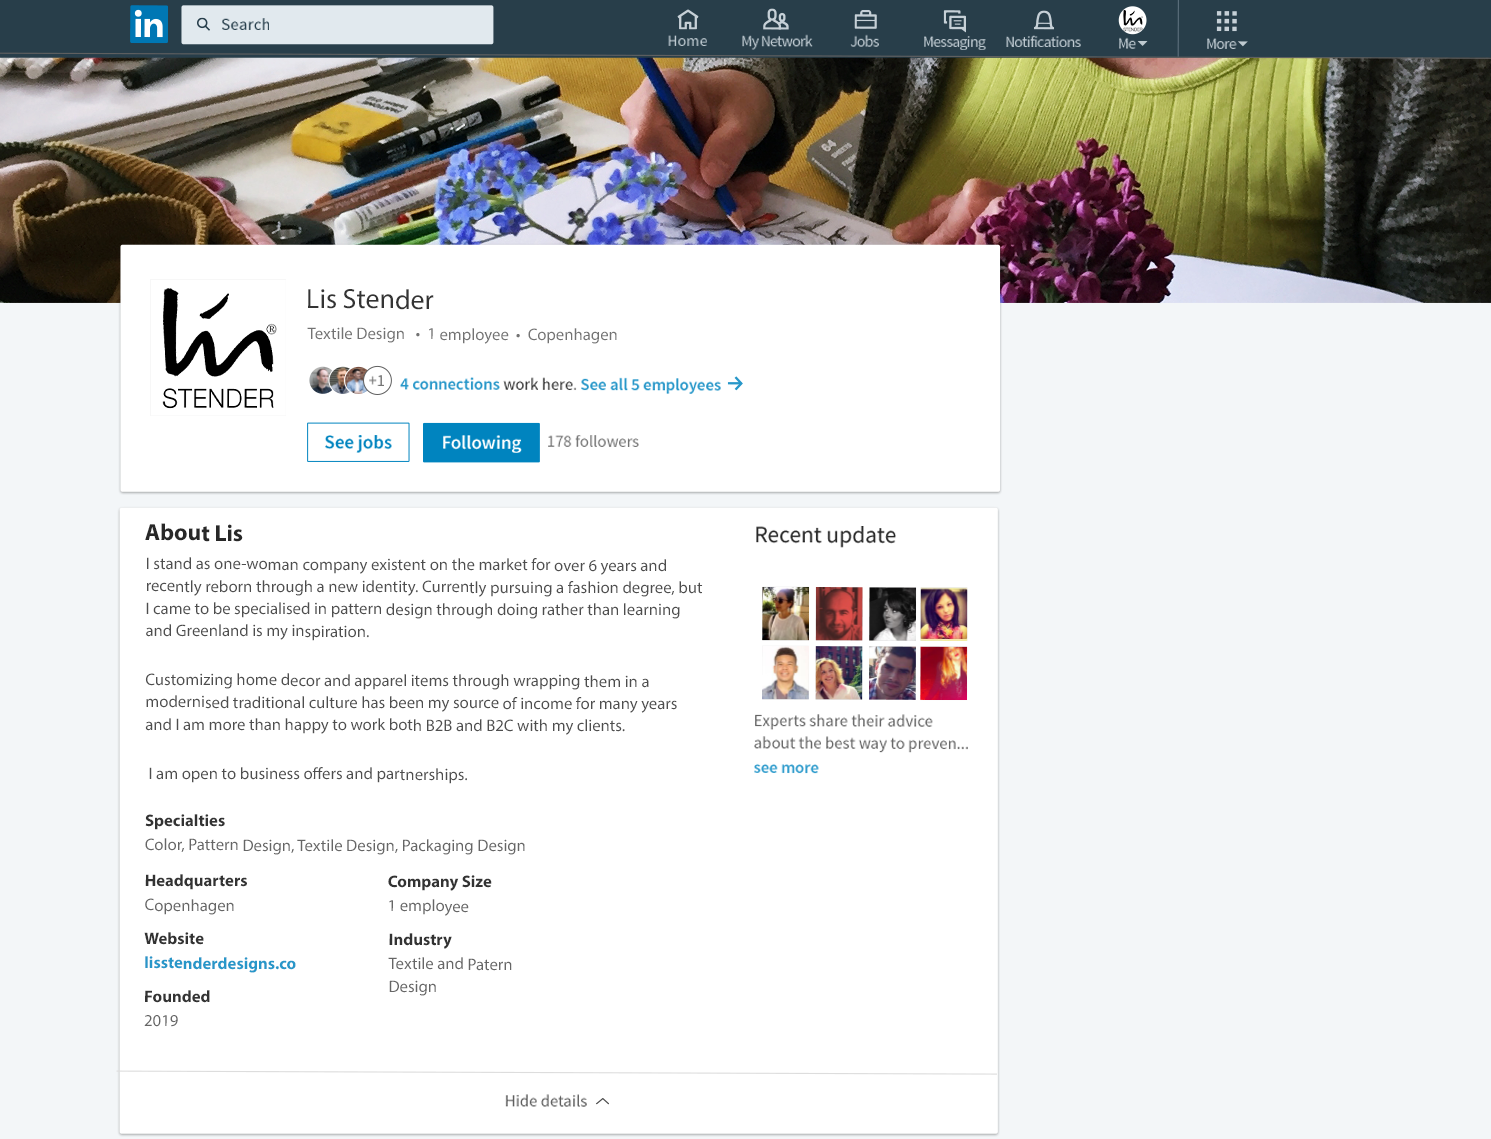 in
Search
Home
My Network
Jobs
Messaging
Notifications
Lin
STENDER
Me
More
64
Lin®
STENDER
Lis Stender
Textile Design • 1 employee • Copenhagen
+1
4 connections work here. See all 5 employees
See jobs
Following
178 followers
About Lis
I stand as one-woman company existent on the market for over 6 years and
recently reborn through a new identity. Currently pursuing a fashion degree, but
I came to be specialised in pattern design through doing rather than learning
and Greenland is my inspiration.
Customizing home decor and apparel items through wrapping them in a
modernised traditional culture has been my source of income for many years
and I am more than happy to work both B2B and B2C with my clients.
I am open to business offers and partnerships.
Specialties
Color, Pattern Design, Textile Design, Packaging Design
Headquarters
Copenhagen
Company Size
1 employee
Website
lisstenderdesigns.co
Industry
Textile and Patern
Design
Founded
2019
Recent update
Experts share their advice
about the best way to preven...
see more
Hide details